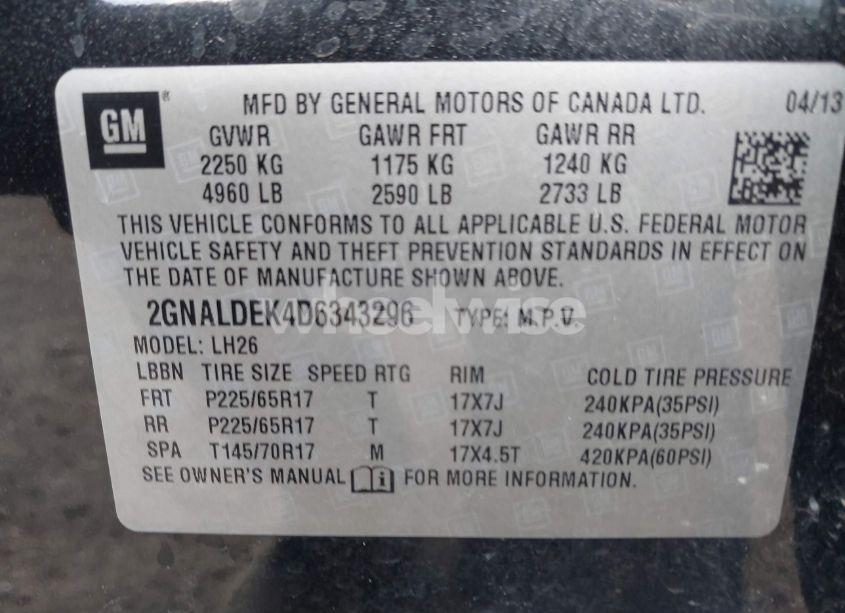 GM® MFD BY GENERAL MOTORS OF CANADA LTD. 04/13
GVWR GAWR FRT GAWR RR
2250 KG 1175 KG 1240 KG
4960 LB 2590 LB 2733 LB
THIS VEHICLE CONFORMS TO ALL APPLICABLE U.S. FEDERAL MOTOR
VEHICLE SAFETY AND THEFT PREVENTION STANDARDS IN EFFECT ON
THE DATE OF MANUFACTURE SHOWN ABOVE.
2GNALDEK4D6343296 TYPE: M.P.V.
wheelwise
MODEL: LH26
LBBN TIRE SIZE SPEED RTG RIM COLD TIRE PRESSURE
FRT P225/65R17 T 17X7J 240KPA(35PSI)
RR P225/65R17 T 17X7J 240KPA(35PSI)
SPA T145/70R17 M 17X4.5T 420KPA(60PSI)
SEE OWNER'S MANUAL i FOR MORE INFORMATION.